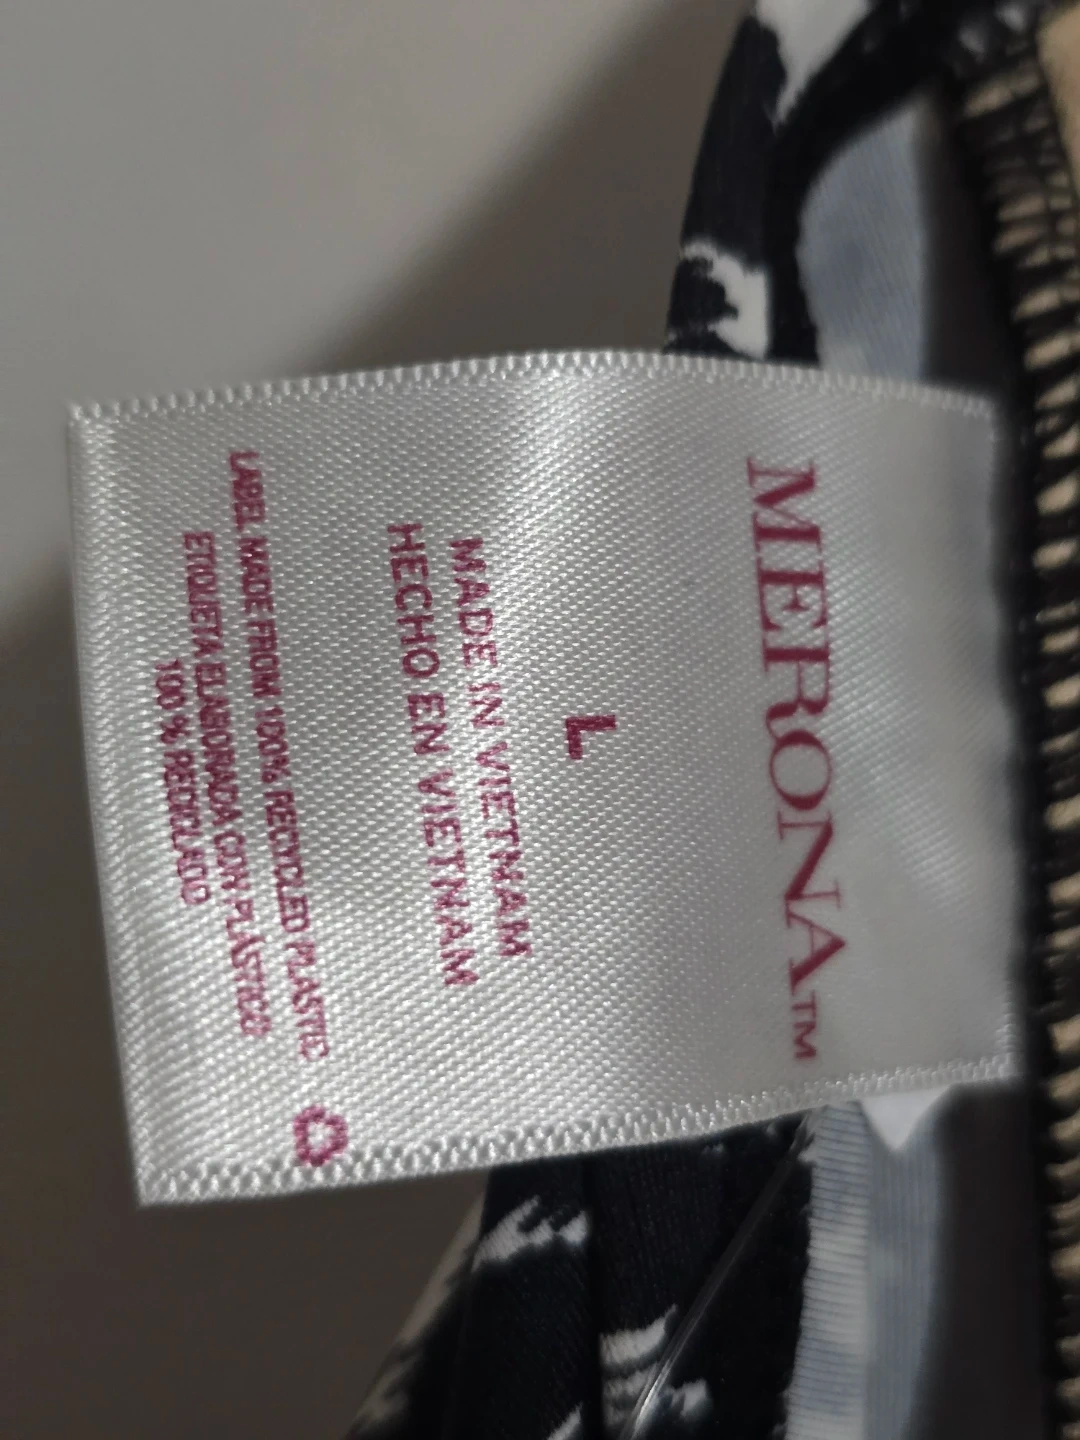 MERONA™
L
MADE IN VIETNAM
HECHO EN VIETNAM
LABEL MADE FROM 100% RECYCLED PLASTIC
ETIQUETA ELABORADA CON PLÁSTICO
100 % RECICLADO